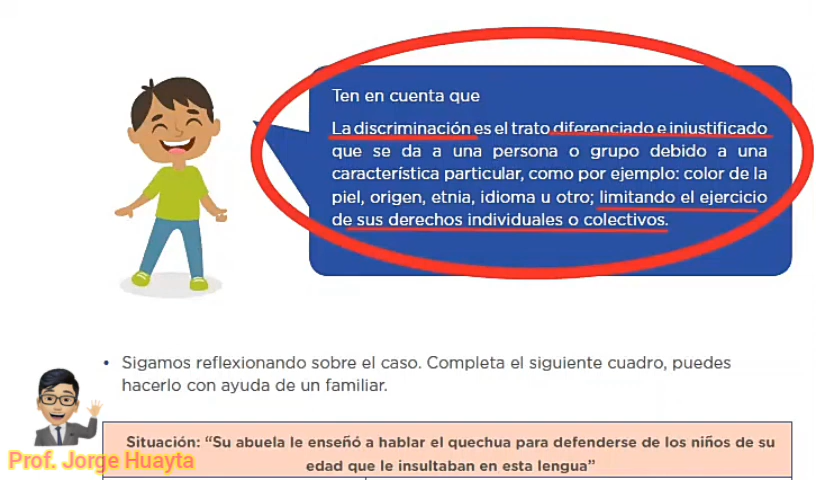 Ten en cuenta que
La discriminación es el trato diferenciado e injustificado
que se da a una persona o grupo debido a una
característica particular, como por ejemplo: color de la
piel, origen, etnia, idioma u otro; limitando el ejercicio
de sus derechos individuales o colectivos.
• Sigamos reflexionando sobre el caso. Completa el siguiente cuadro, puedes
hacerlo con ayuda de un familiar.
Situación: “Su abuela le enseñó a hablar el quechua para defenderse de los niños de su
edad que le insultaban en esta lengua”
Prof. Jorge Huayta